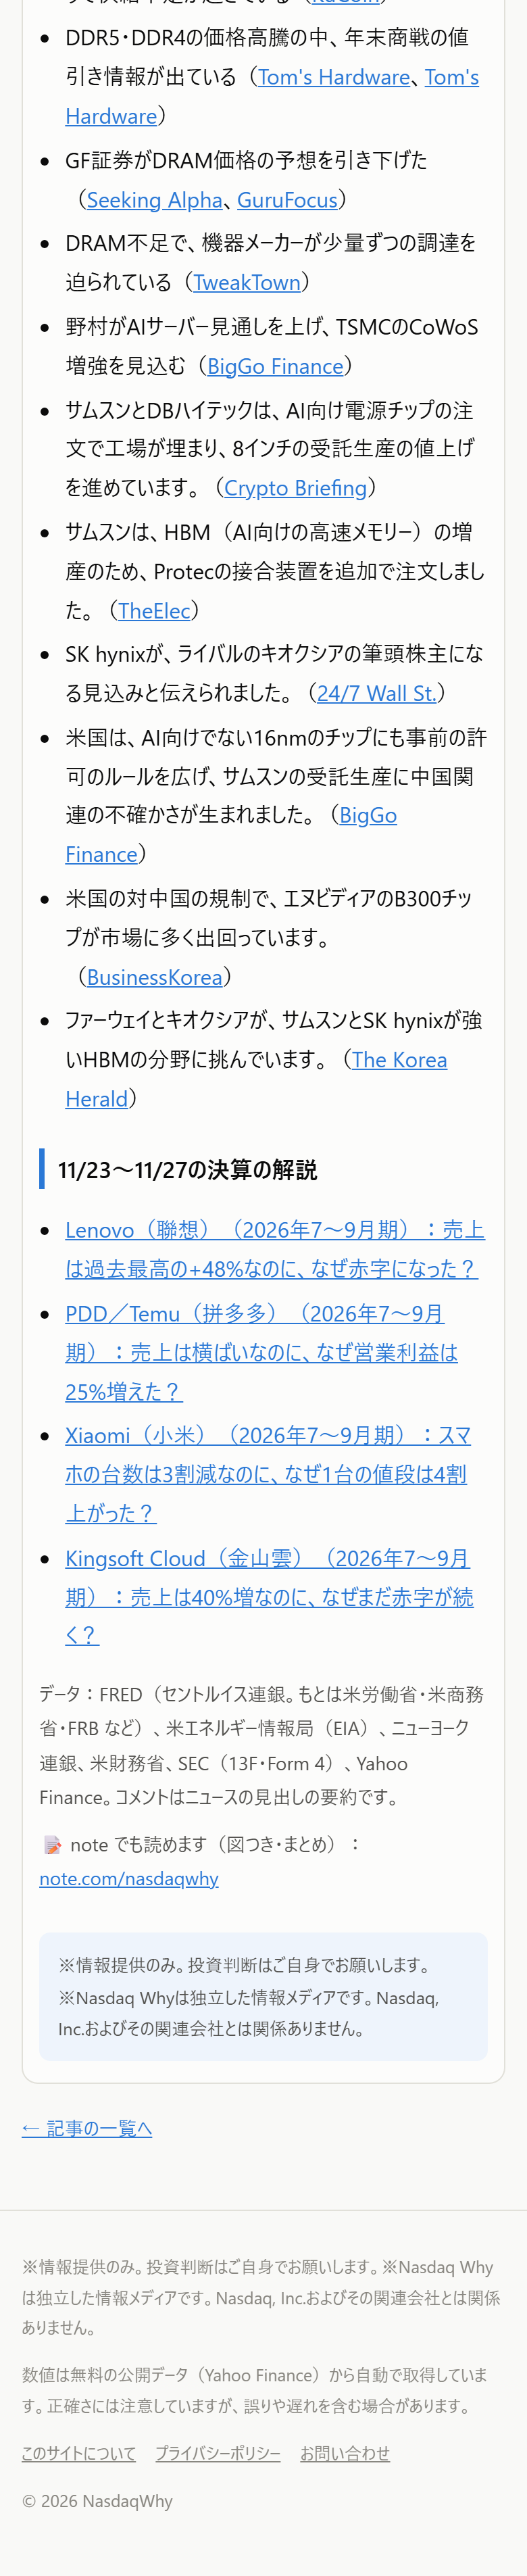 DDR5・DDR4の価格高騰の中、年末商戦の値
引き情報が出ている（Tom's Hardware、Tom's
Hardware）
GF証券がDRAM価格の予想を引き下げた
（Seeking Alpha、GuruFocus）
DRAM不足で、機器メーカーが少量ずつの調達を
迫られている（TweakTown）
野村がAIサーバー見通しを上げ、TSMCのCoWoS
増強を見込む（BigGo Finance）
サムスンとDBハイテックは、AI向け電源チップの注
文で工場が埋まり、8インチの受託生産の値上げ
を進めています。（Crypto Briefing）
サムスンは、HBM（AI向けの高速メモリー）の増
産のため、Protecの接合装置を追加で注文しまし
た。（TheElec）
SK hynixが、ライバルのキオクシアの筆頭株主にな
る見込みと伝えられました。（24/7 Wall St.）
米国は、AI向けでない16nmのチップにも事前の許
可のルールを広げ、サムスンの受託生産に中国関
連の不確かさが生まれました。（BigGo
Finance）
米国の対中国の規制で、エヌビディアのB300チッ
プが市場に多く出回っています。
（BusinessKorea）
ファーウェイとキオクシアが、サムスンとSK hynixが強
いHBMの分野に挑んでいます。（The Korea
Herald）
11/23～11/27の決算の解説
Lenovo（聯想）（2026年7～9月期）：売上
は過去最高の+48%なのに、なぜ赤字になった？
PDD／Temu（拼多多）（2026年7～9月
期）：売上は横ばいなのに、なぜ営業利益は
25%増えた？
Xiaomi（小米）（2026年7～9月期）：スマ
ホの台数は3割減なのに、なぜ1台の値段は4割
上がった？
Kingsoft Cloud（金山雲）（2026年7～9月
期）：売上は40%増なのに、なぜまだ赤字が続
く？
データ：FRED（セントルイス連銀。もとは米労働省・米商務
省・FRB など）、米エネルギー情報局（EIA）、ニューヨーク
連銀、米財務省、SEC（13F・Form 4）、Yahoo
Finance。コメントはニュースの見出しの要約です。
note でも読めます（図つき・まとめ）：
note.com/nasdaqwhy
※情報提供のみ。投資判断はご自身でお願いします。
※Nasdaq Whyは独立した情報メディアです。Nasdaq,
Inc.およびその関連会社とは関係ありません。
← 記事の一覧へ
※情報提供のみ。投資判断はご自身でお願いします。※Nasdaq Why
は独立した情報メディアです。Nasdaq, Inc.およびその関連会社とは関係
ありません。
数値は無料の公開データ（Yahoo Finance）から自動で取得していま
す。正確さには注意していますが、誤りや遅れを含む場合があります。
このサイトについて プライバシーポリシー お問い合わせ
© 2026 NasdaqWhy